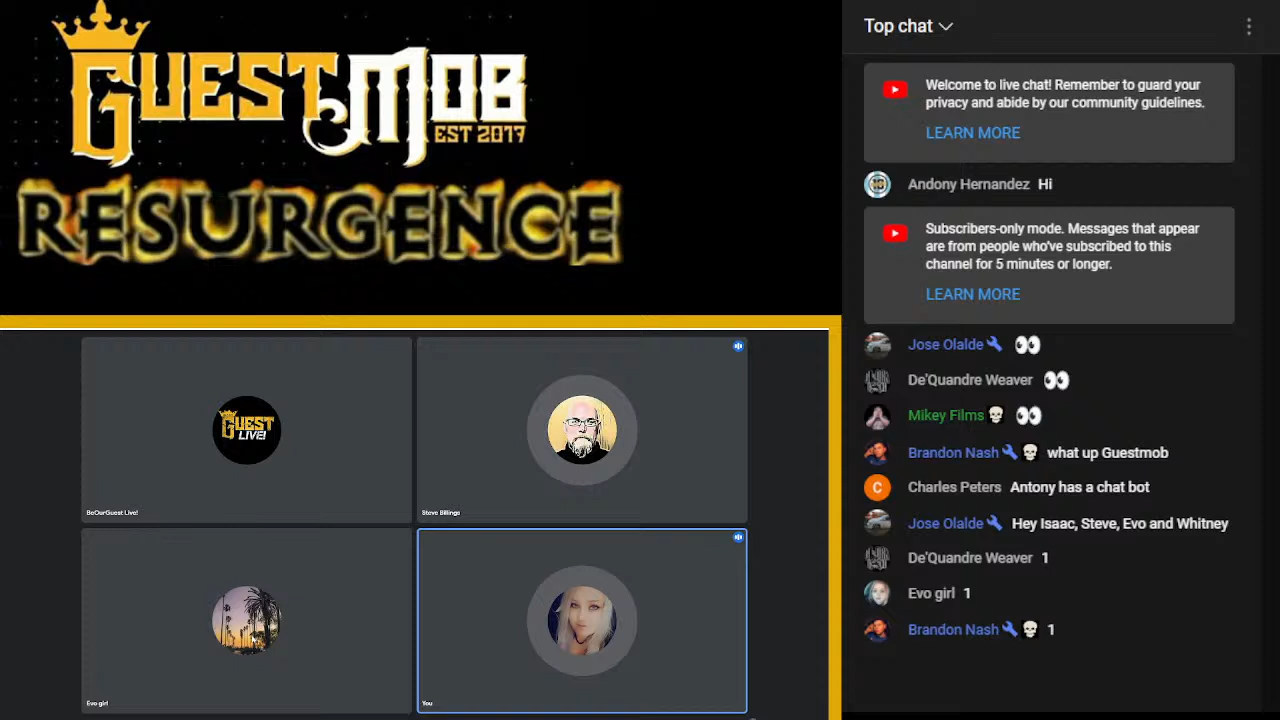 GUESTMOB
EST 2017
RESURGENCE
GUEST
LIVE!
BeOurGuest Live!
Steve Billings
Evo girl
You
Top chat
Welcome to live chat! Remember to guard your
privacy and abide by our community guidelines.
LEARN MORE
Andony Hernandez Hi
Subscribers-only mode. Messages that appear
are from people who've subscribed to this
channel for 5 minutes or longer.
LEARN MORE
Jose Olalde 👀
De'Quandre Weaver 👀
Mikey Films 💀 👀
Brandon Nash 💀 what up Guestmob
C Charles Peters Antony has a chat bot
Jose Olalde Hey Isaac, Steve, Evo and Whitney
De'Quandre Weaver 1
Evo girl 1
Brandon Nash 💀 1